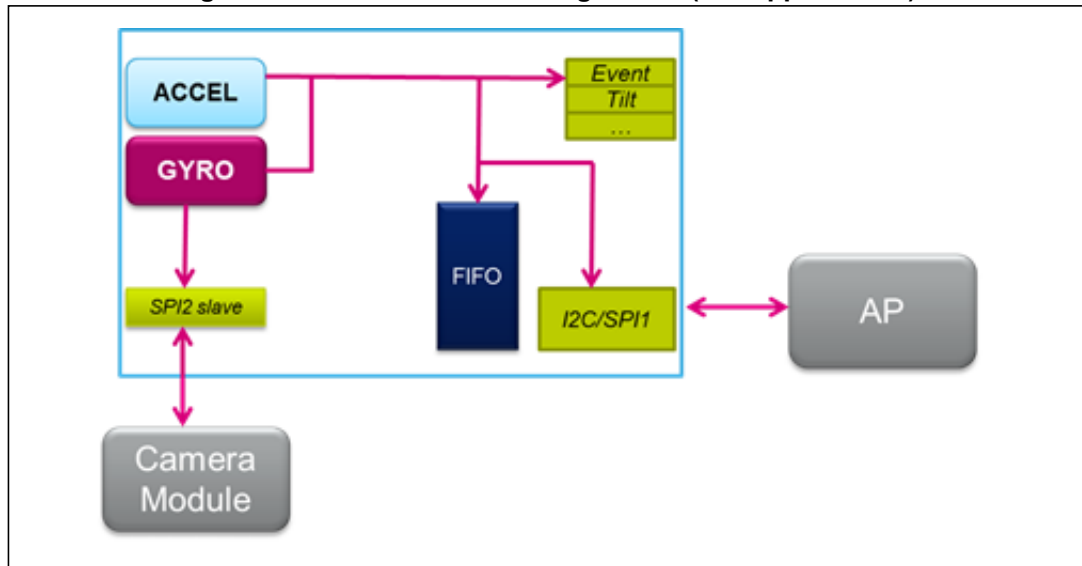 ACCEL
GYRO
Event
Tilt
...
SPI2 slave
FIFO
I2C/SPI1
AP
Camera
Module